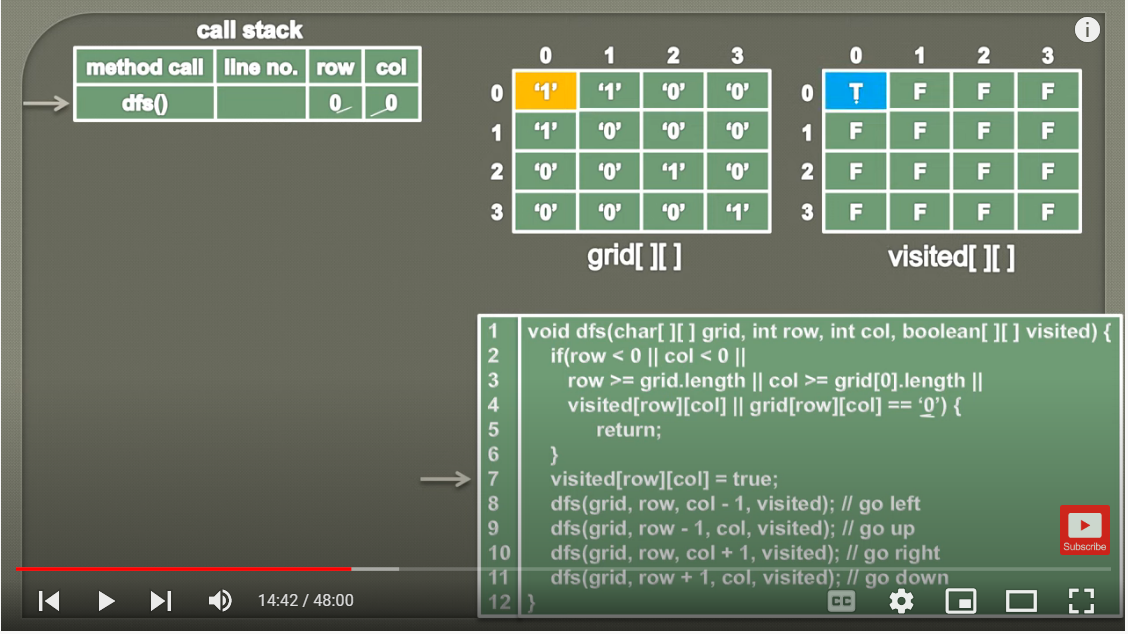 call stack
method call line no. row col
dfs() 0 0
0 1 2 3
0 '1' '1' '0' '0'
1 '1' '0' '0' '0'
2 '0' '0' '1' '0'
3 '0' '0' '0' '1'
grid[ ][ ]
0 1 2 3
0 T F F F
1 F F F F
2 F F F F
3 F F F F
visited[ ][ ]
i
1 void dfs(char[ ][ ] grid, int row, int col, boolean[ ][ ] visited) {
2 if(row < 0 || col < 0 ||
3 row >= grid.length || col >= grid[0].length ||
4 visited[row][col] || grid[row][col] == ‘0’) {
5 return;
6 }
7 visited[row][col] = true;
8 dfs(grid, row, col - 1, visited); // go left
9 dfs(grid, row - 1, col, visited); // go up
10 dfs(grid, row, col + 1, visited); // go right
11 dfs(grid, row + 1, col, visited); // go down
12 }
Subscribe
14:42 / 48:00
CC